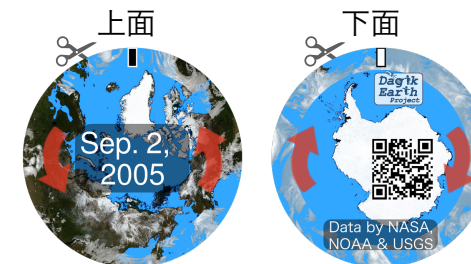 上面
下面
Sep. 2,
2005
Dagik
Earth
Project
Data by NASA,
NOAA & USGS